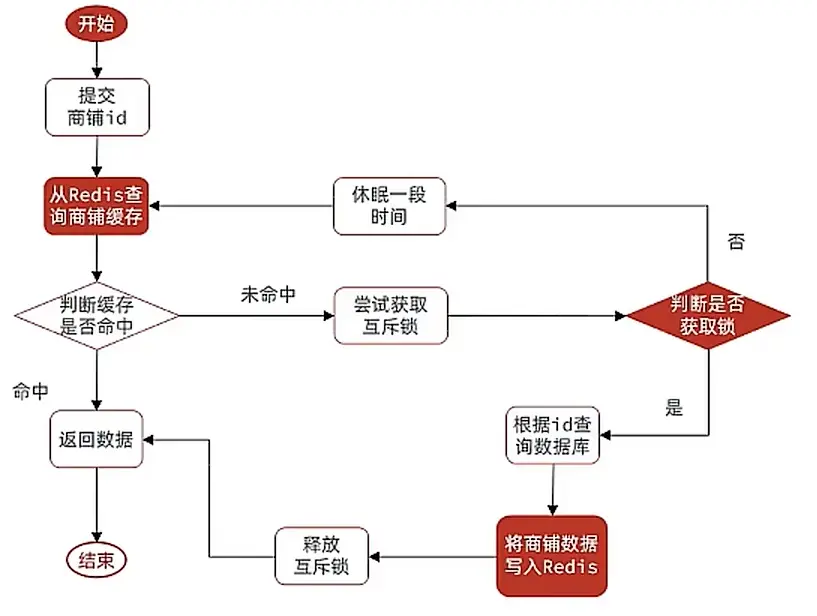 开始
提交
商铺id
从Redis查
询商铺缓存
休眠一段
时间
否
判断缓存
是否命中
未命中
尝试获取
互斥锁
判断是否
获取锁
命中
是
返回数据
根据id查
询数据库
结束
释放
互斥锁
将商铺数据
写入Redis